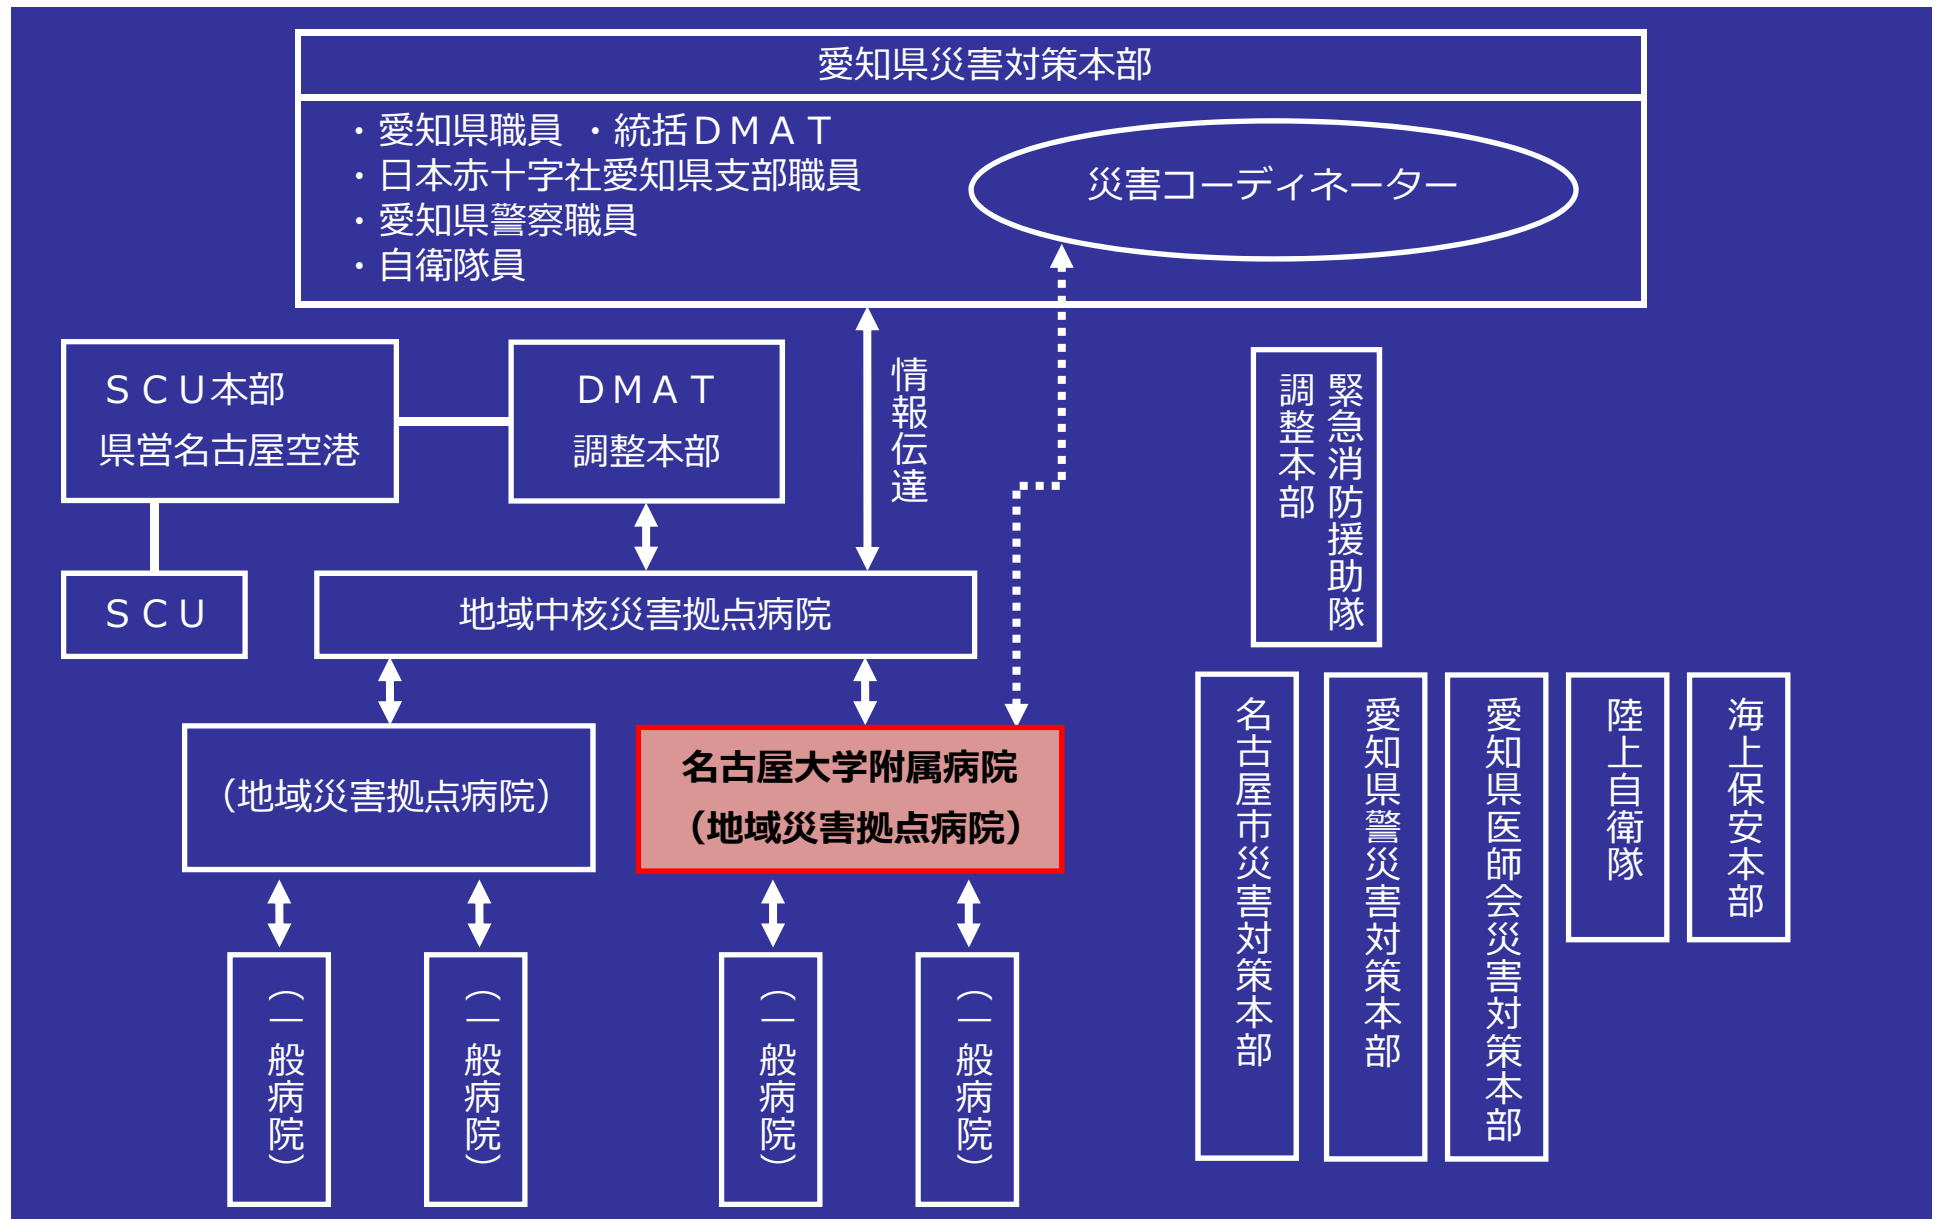 愛知県災害対策本部
・愛知県職員 ・統括ＤＭＡＴ
・日本赤十字社愛知県支部職員
・愛知県警察職員
・自衛隊員
災害コーディネーター
ＳＣＵ本部
県営名古屋空港
ＤＭＡＴ
調整本部
情報伝達
緊急消防援助隊
調整本部
ＳＣＵ
地域中核災害拠点病院
（地域災害拠点病院）
名古屋大学附属病院
（地域災害拠点病院）
名古屋市災害対策本部
愛知県警災害対策本部
愛知県医師会災害対策本部
陸上自衛隊
海上保安本部
（一般病院）
（一般病院）
（一般病院）
（一般病院）